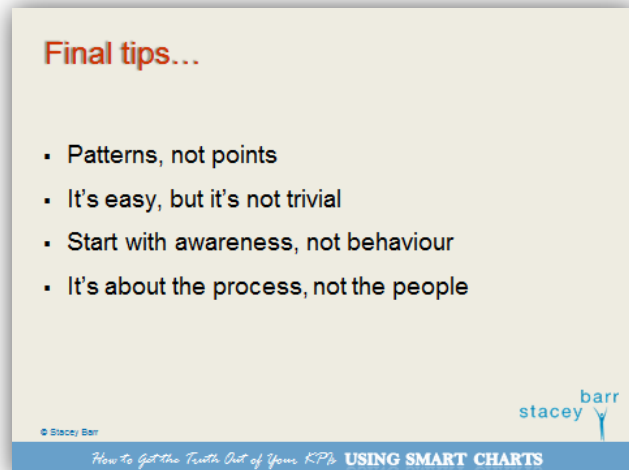 Final tips...
▪ Patterns, not points
▪ It's easy, but it's not trivial
▪ Start with awareness, not behaviour
▪ It's about the process, not the people
barr
stacey
© Stacey Barr
How to Get the Truth Out of Your KPIs USING SMART CHARTS